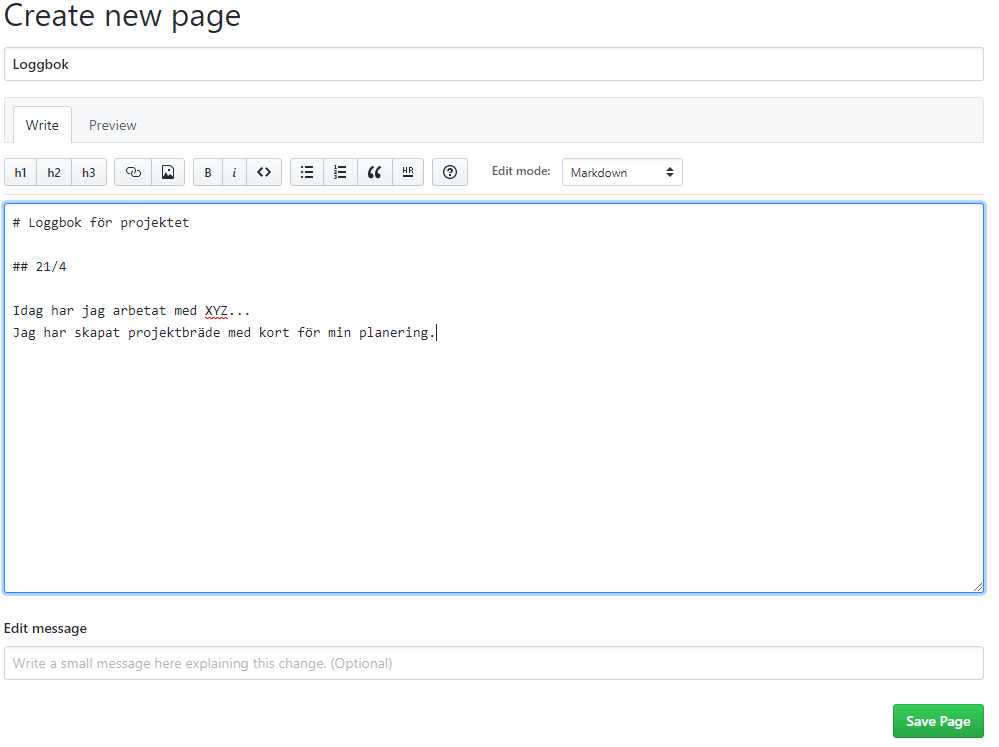 Create new page
Loggbok
Write Preview
h1 h2 h3 B i <> HR Edit mode: Markdown
# Loggbok för projektet
## 21/4
Idag har jag arbetat med XYZ...
Jag har skapat projektbräde med kort för min planering.
Edit message
Write a small message here explaining this change. (Optional)
Save Page